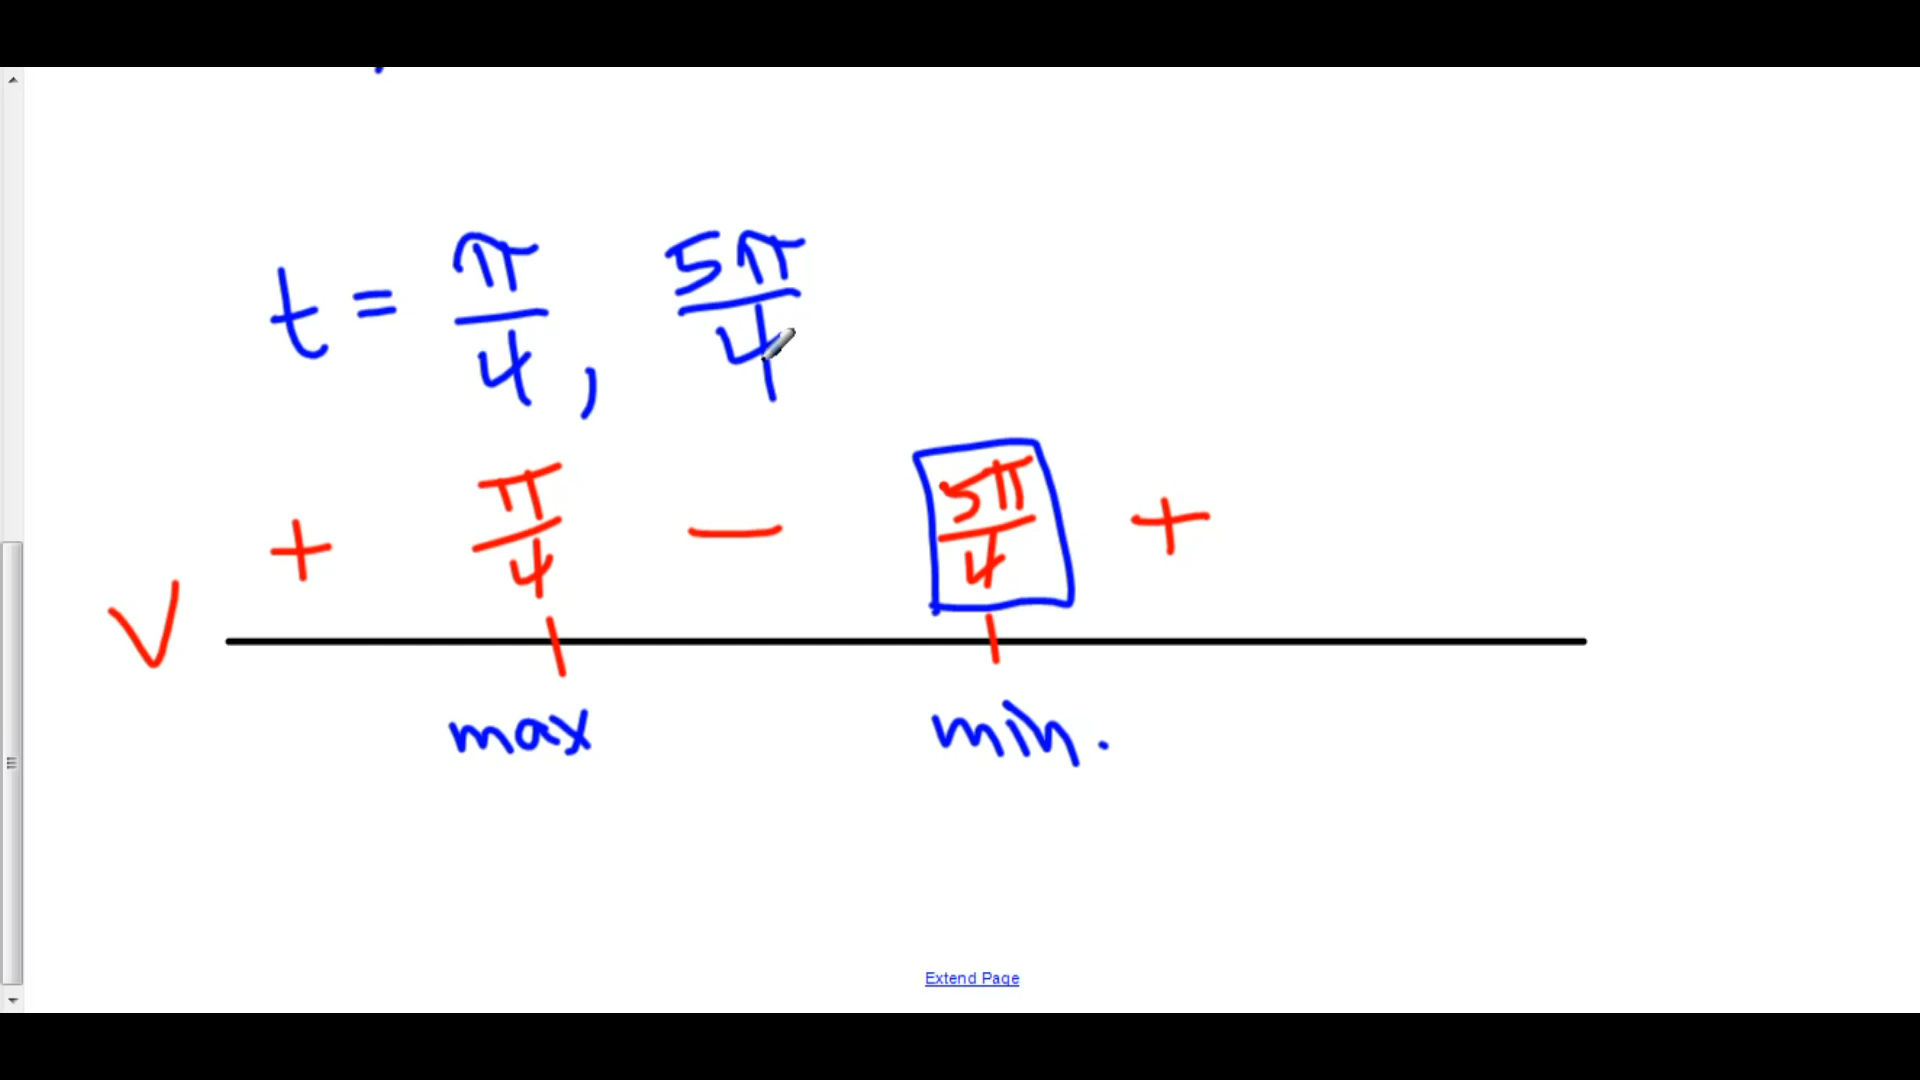 t = π/4, 5π/4
+ π/4 − 5π/4 +
V
max min.
Extend Page